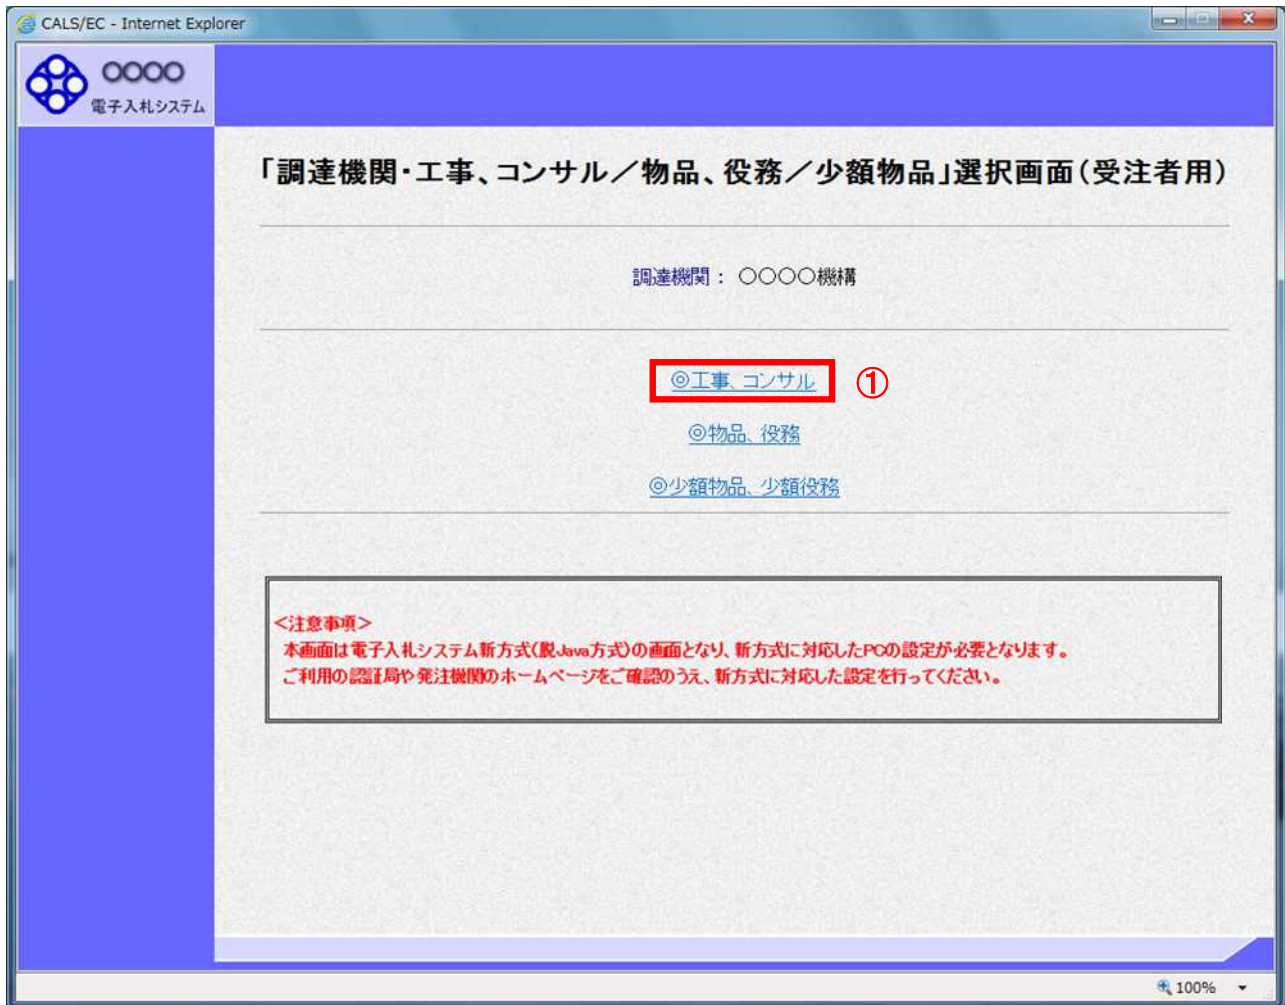 CALS/EC - Internet Explorer
○○○○
電子入札システム
「調達機関・工事、コンサル／物品、役務／少額物品」選択画面（受注者用）
調達機関： ○○○○機構
◎工事、コンサル
①
◎物品、役務
◎少額物品、少額役務
＜注意事項＞
本画面は電子入札システム新方式(脱Java方式)の画面となり、新方式に対応したPCの設定が必要となります。
ご利用の認証局や発注機関のホームページをご確認のうえ、新方式に対応した設定を行ってください。
100%